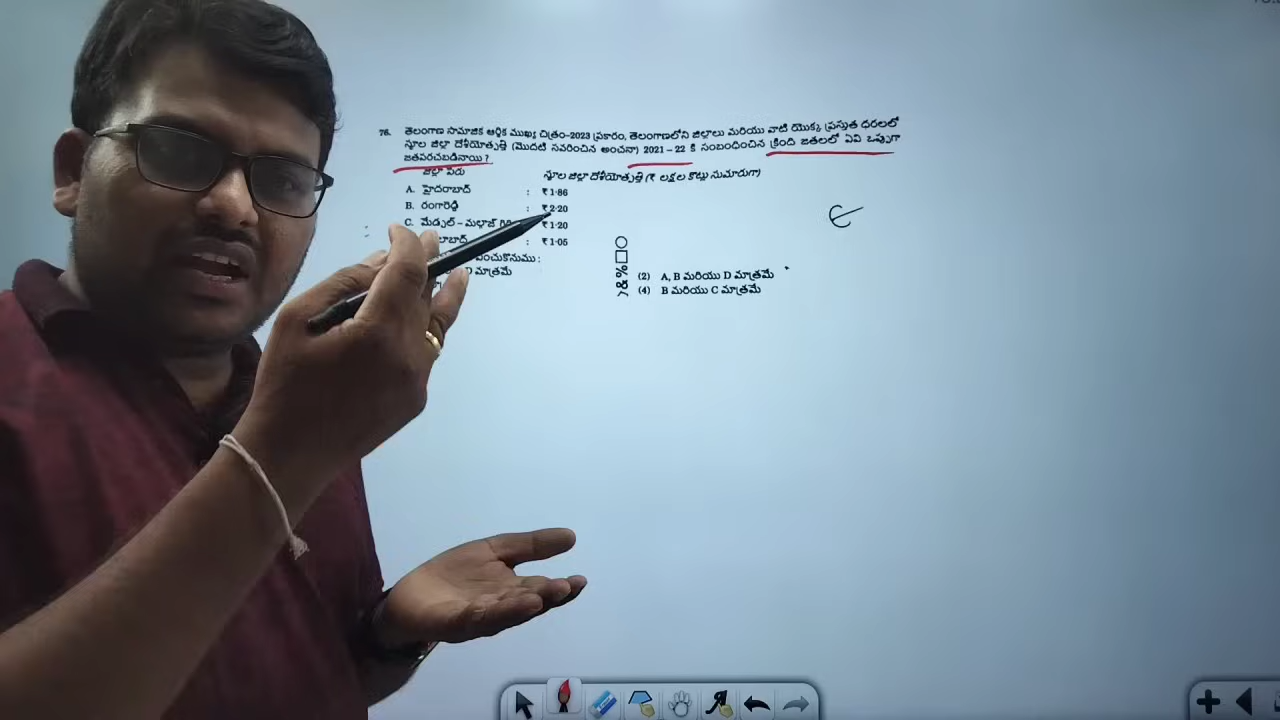 76. తెలంగాణ సామాజిక ఆర్థిక ముఖ చిత్రం-2023 ప్రకారం, తెలంగాణలోని జిల్లాలు మరియు వాటి యొక్క ప్రస్తుత ధరలలో
స్థూల జిల్లా దేశీయోత్పత్తి (మొదటి సవరించిన అంచనా) 2021 – 22 కి సంబంధించిన క్రింది జతలలో ఏవి ఒప్పుగా
జతపరచబడినాయి ?
జిల్లా పేరు స్థూల జిల్లా దేశీయోత్పత్తి (₹ లక్షల కోట్లు సుమారుగా)
A. హైదరాబాద్ : ₹ 1·86
B. రంగారెడ్డి : ₹ 2·20
C. మేడ్చల్ – మల్కాజ్ ₹ 1·20
: ₹ 1·05
D మాత్రమే
(2) A, B మరియు D మాత్రమే
(4) B మరియు C మాత్రమే